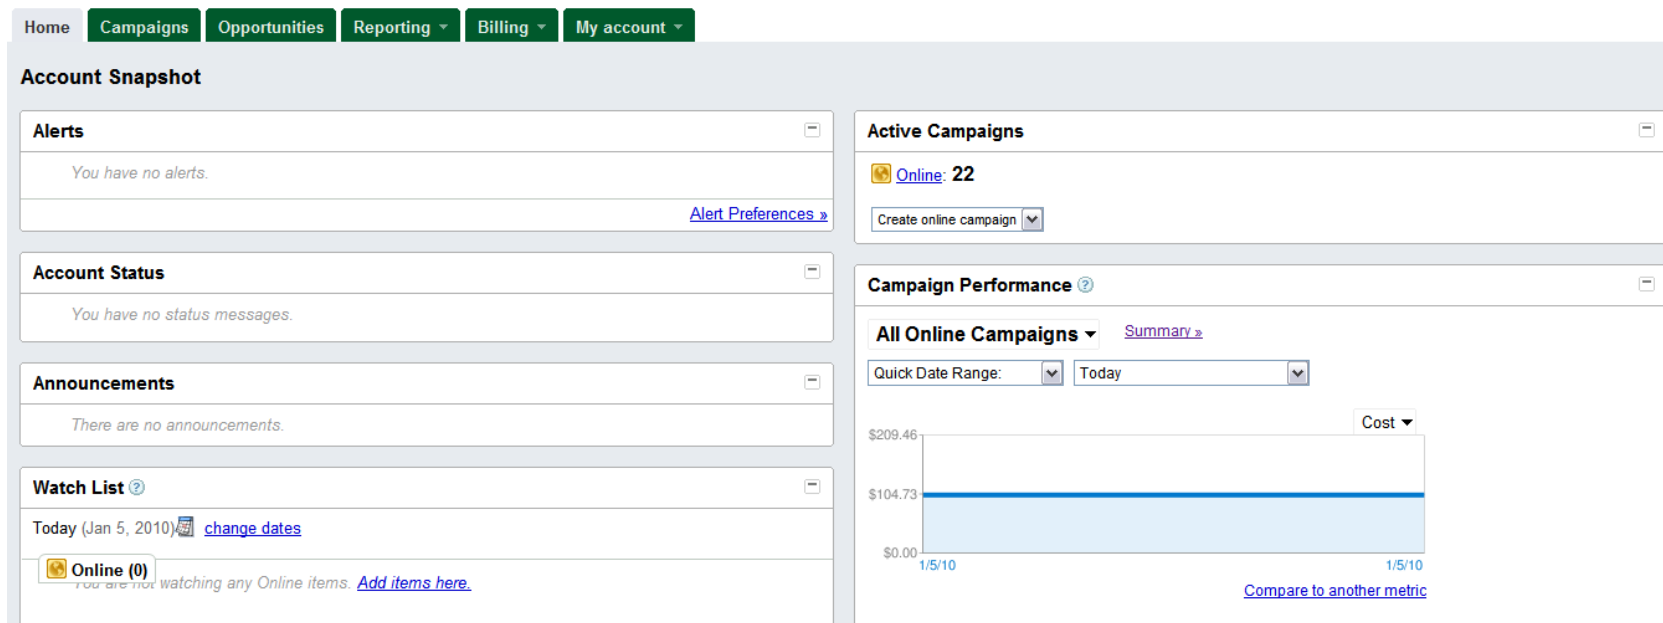 Home Campaigns Opportunities Reporting Billing My account
Account Snapshot
Alerts
You have no alerts.
Alert Preferences »
Account Status
You have no status messages.
Announcements
There are no announcements.
Watch List ?
Today (Jan 5, 2010) change dates
Online (0)
You are not watching any Online items. Add items here.
Active Campaigns
Online: 22
Create online campaign
Campaign Performance ?
All Online Campaigns Summary »
Quick Date Range: Today
Cost
$209.46
$104.73
$0.00
1/5/10 1/5/10
Compare to another metric